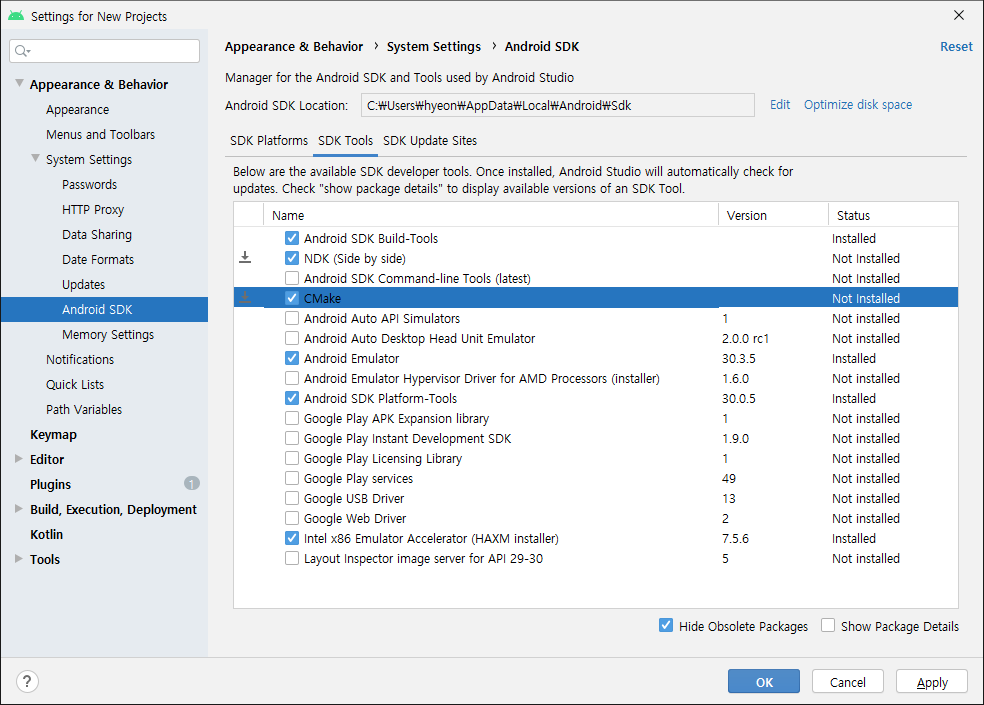 Settings for New Projects
Appearance & Behavior
Appearance
Menus and Toolbars
System Settings
Passwords
HTTP Proxy
Data Sharing
Date Formats
Updates
Android SDK
Memory Settings
Notifications
Quick Lists
Path Variables
Keymap
Editor
Plugins 1
Build, Execution, Deployment
Kotlin
Tools
Appearance & Behavior › System Settings › Android SDK Reset
Manager for the Android SDK and Tools used by Android Studio
Android SDK Location: C:₩Users₩hyeon₩AppData₩Local₩Android₩Sdk Edit Optimize disk space
SDK Platforms SDK Tools SDK Update Sites
Below are the available SDK developer tools. Once installed, Android Studio will automatically check for
updates. Check "show package details" to display available versions of an SDK Tool.
Name Version Status
Android SDK Build-Tools Installed
NDK (Side by side) Not Installed
Android SDK Command-line Tools (latest) Not Installed
CMake Not Installed
Android Auto API Simulators 1 Not installed
Android Auto Desktop Head Unit Emulator 2.0.0 rc1 Not installed
Android Emulator 30.3.5 Installed
Android Emulator Hypervisor Driver for AMD Processors (installer) 1.6.0 Not installed
Android SDK Platform-Tools 30.0.5 Installed
Google Play APK Expansion library 1 Not installed
Google Play Instant Development SDK 1.9.0 Not installed
Google Play Licensing Library 1 Not installed
Google Play services 49 Not installed
Google USB Driver 13 Not installed
Google Web Driver 2 Not installed
Intel x86 Emulator Accelerator (HAXM installer) 7.5.6 Installed
Layout Inspector image server for API 29-30 5 Not installed
Hide Obsolete Packages Show Package Details
? OK Cancel Apply